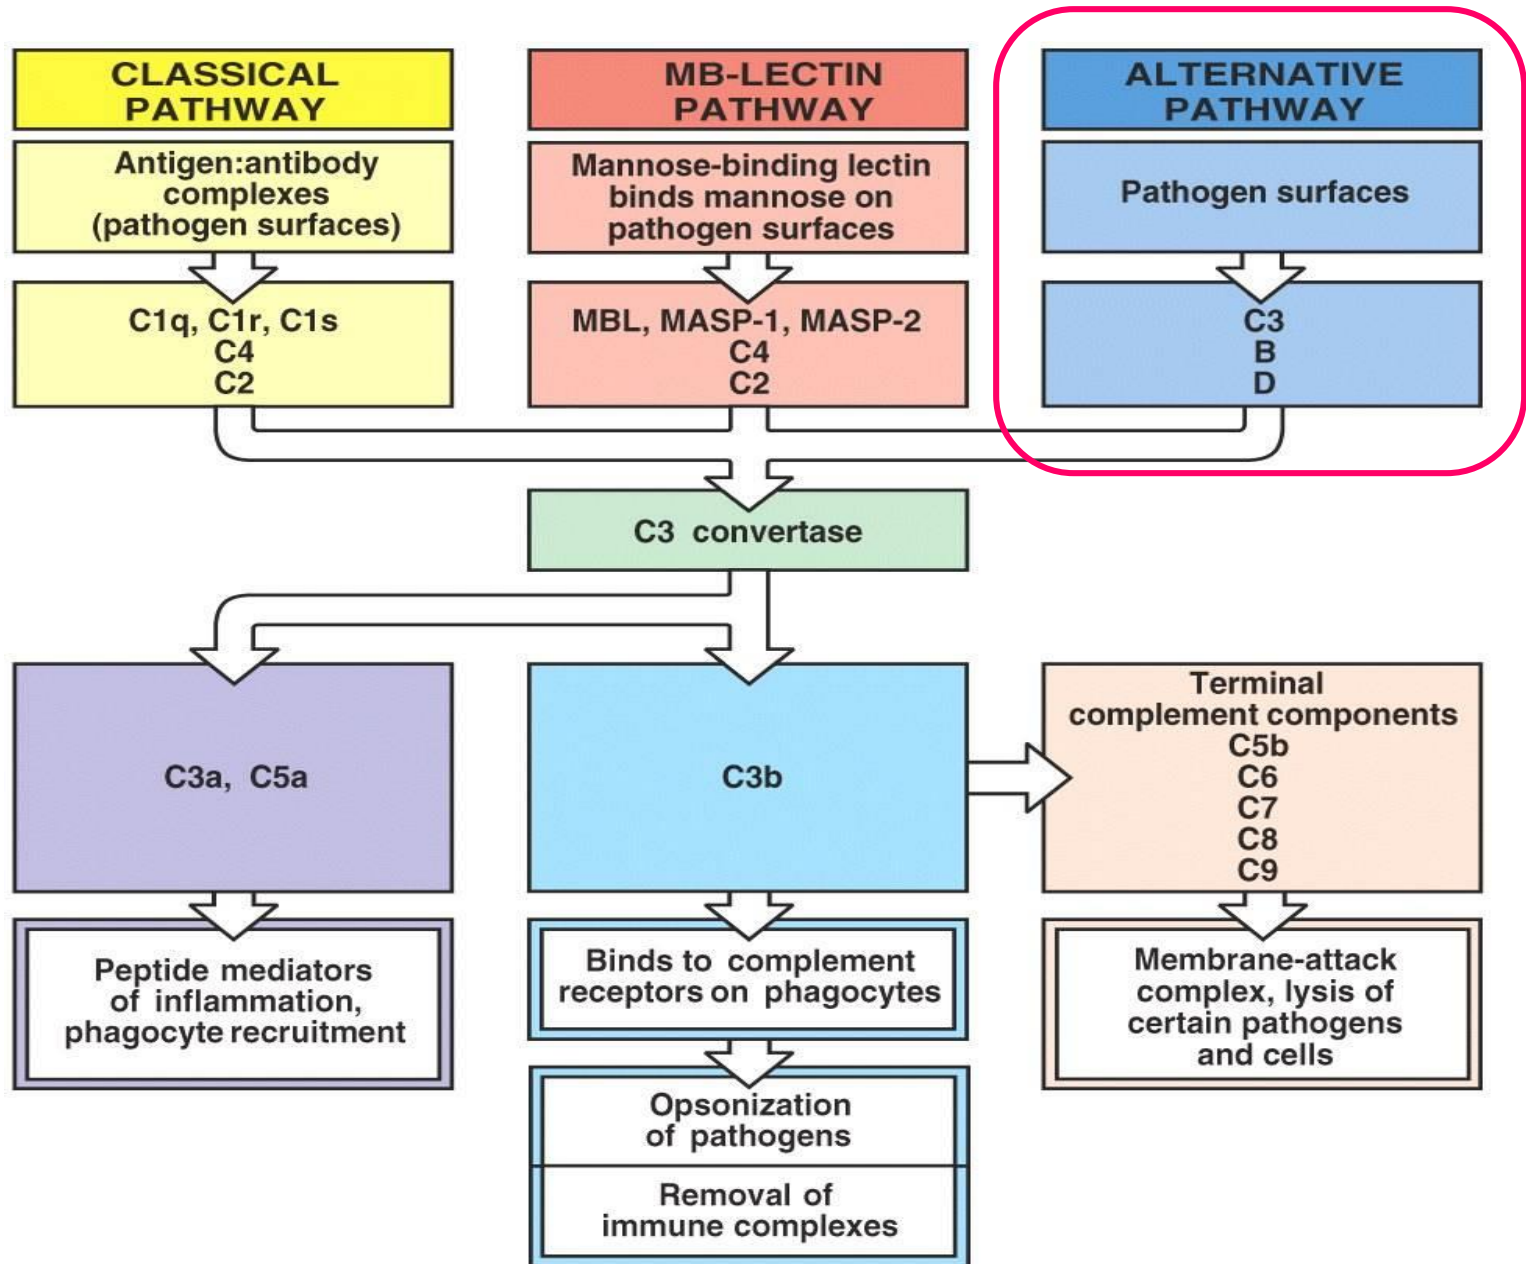 CLASSICAL
PATHWAY
Antigen:antibody
complexes
(pathogen surfaces)
C1q, C1r, C1s
C4
C2
MB-LECTIN
PATHWAY
Mannose-binding lectin
binds mannose on
pathogen surfaces
MBL, MASP-1, MASP-2
C4
C2
ALTERNATIVE
PATHWAY
Pathogen surfaces
C3
B
D
C3 convertase
C3a, C5a
Peptide mediators
of inflammation,
phagocyte recruitment
C3b
Binds to complement
receptors on phagocytes
Opsonization
of pathogens
Removal of
immune complexes
Terminal
complement components
C5b
C6
C7
C8
C9
Membrane-attack
complex, lysis of
certain pathogens
and cells